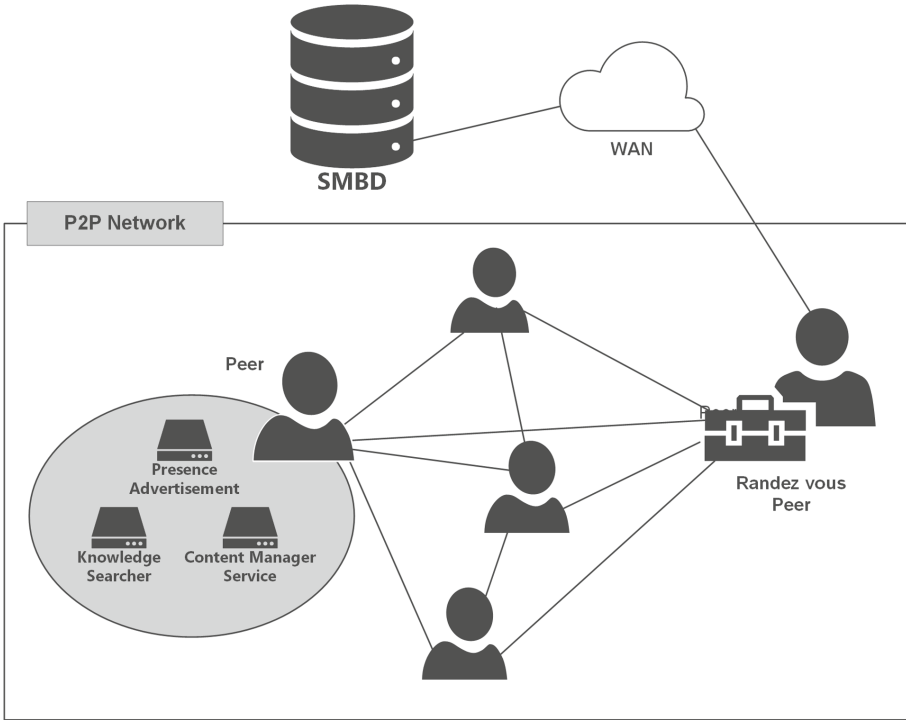 SMBD
WAN
P2P Network
Peer
Presence
Advertisement
Knowledge
Searcher
Content Manager
Service
Randez vous
Peer